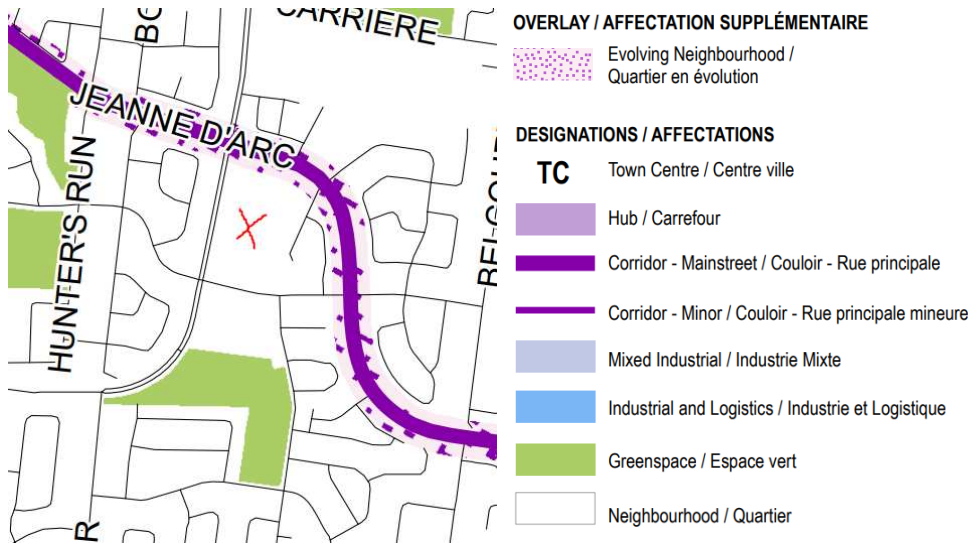 CARRIERE
BO
JEANNE D'ARC
HUNTER'S RUN
BELCOURT
R
OVERLAY / AFFECTATION SUPPLÉMENTAIRE
Evolving Neighbourhood /
Quartier en évolution
DESIGNATIONS / AFFECTATIONS
TC Town Centre / Centre ville
Hub / Carrefour
Corridor - Mainstreet / Couloir - Rue principale
Corridor - Minor / Couloir - Rue principale mineure
Mixed Industrial / Industrie Mixte
Industrial and Logistics / Industrie et Logistique
Greenspace / Espace vert
Neighbourhood / Quartier